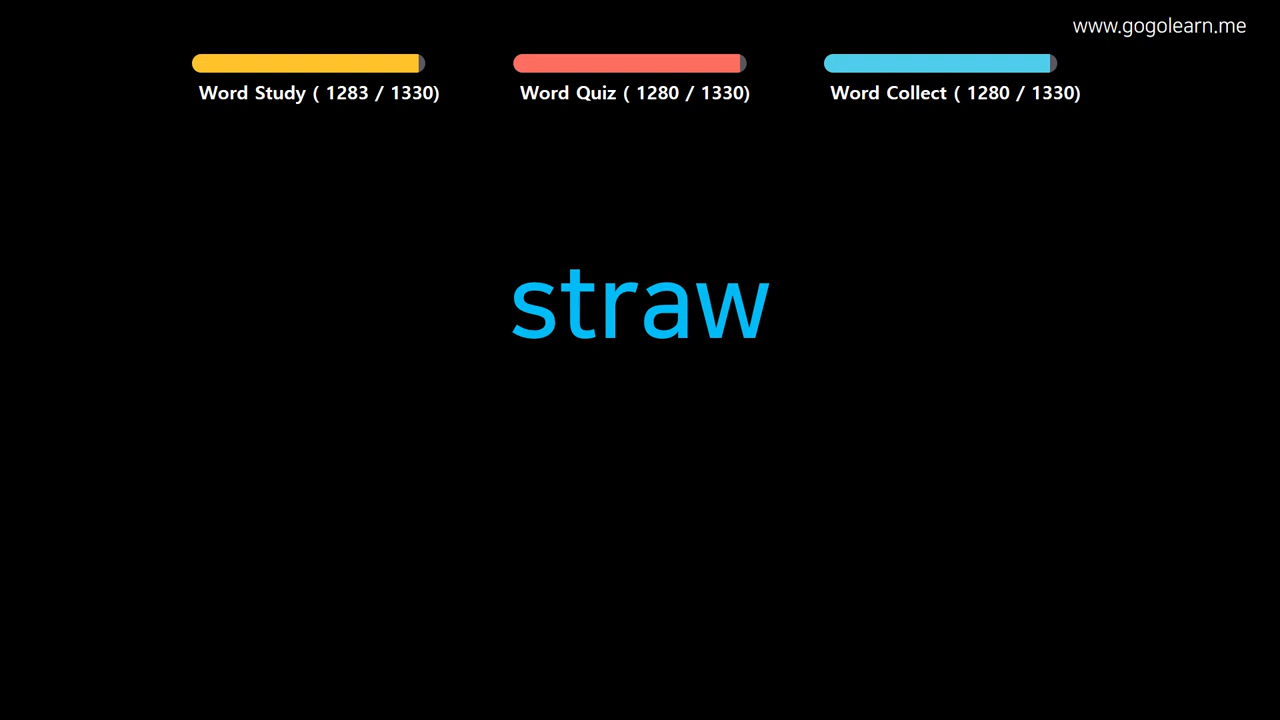 www.gogolearn.me
Word Study ( 1283 / 1330)
Word Quiz ( 1280 / 1330)
Word Collect ( 1280 / 1330)
straw